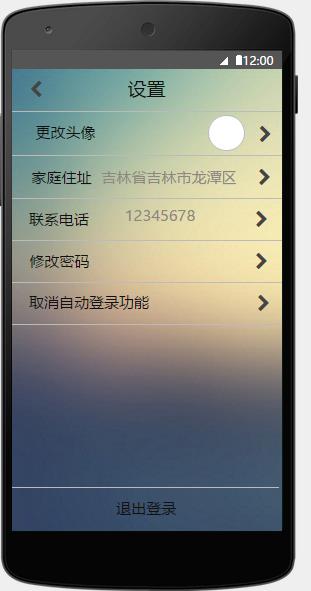 12:00
设置
更改头像
家庭住址 吉林省吉林市龙潭区
联系电话 12345678
修改密码
取消自动登录功能
退出登录